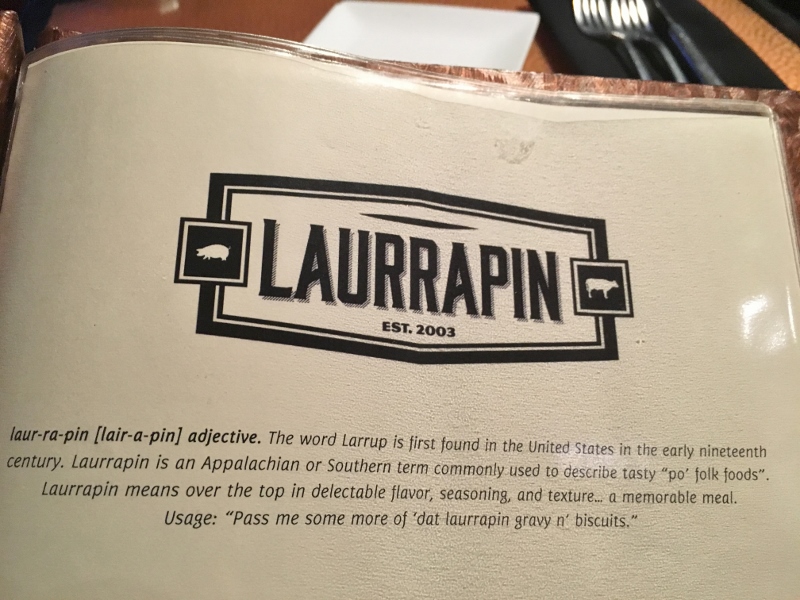 LAURRAPIN
EST. 2003
laur-ra-pin [lair-a-pin] adjective. The word Larrup is first found in the United States in the early nineteenth
century. Laurrapin is an Appalachian or Southern term commonly used to describe tasty “po’ folk foods”.
Laurrapin means over the top in delectable flavor, seasoning, and texture... a memorable meal.
Usage: “Pass me some more of ‘dat laurrapin gravy n’ biscuits.”